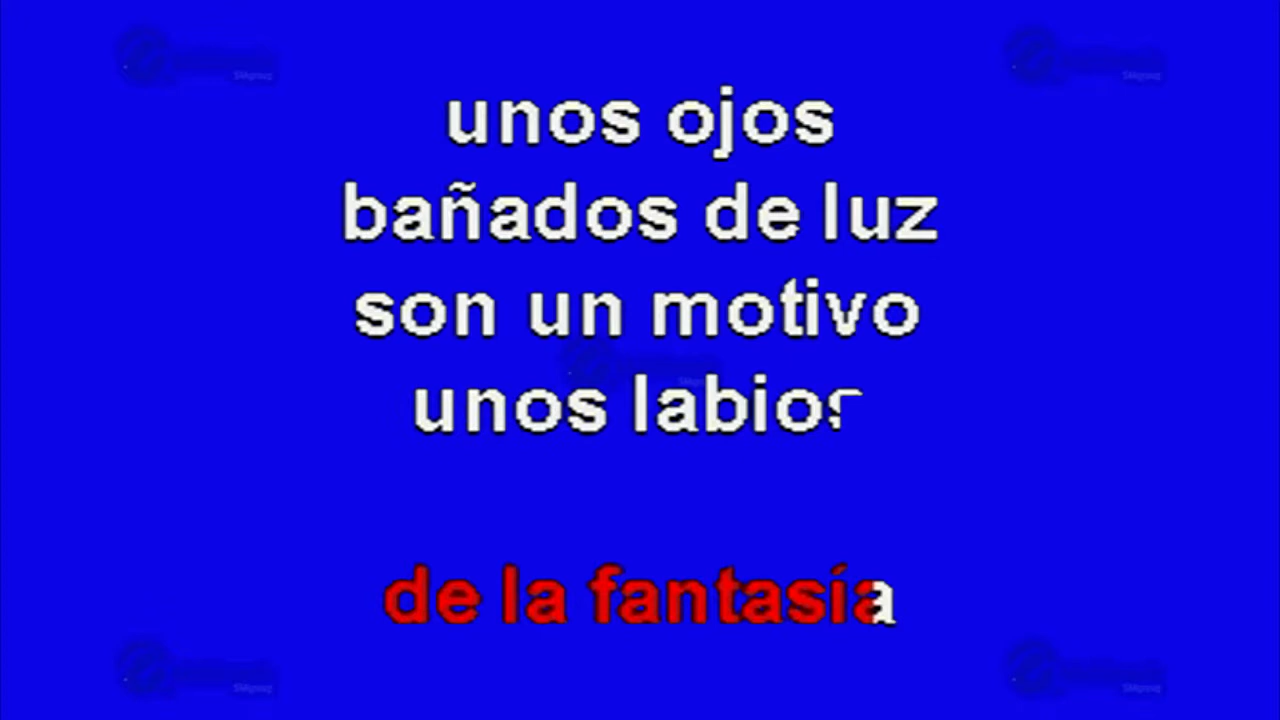 unos ojos
bañados de luz
son un motivo
unos labios
de la fantasía